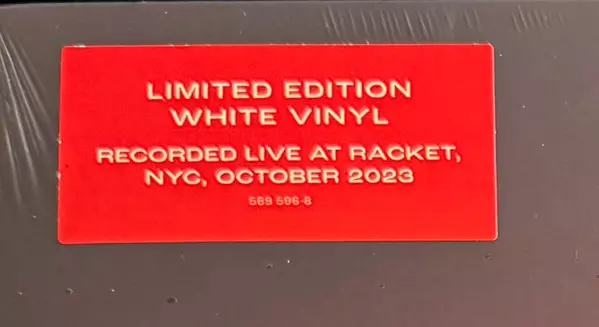 LIMITED EDITION
WHITE VINYL
RECORDED LIVE AT RACKET,
NYC, OCTOBER 2023
589 596-8